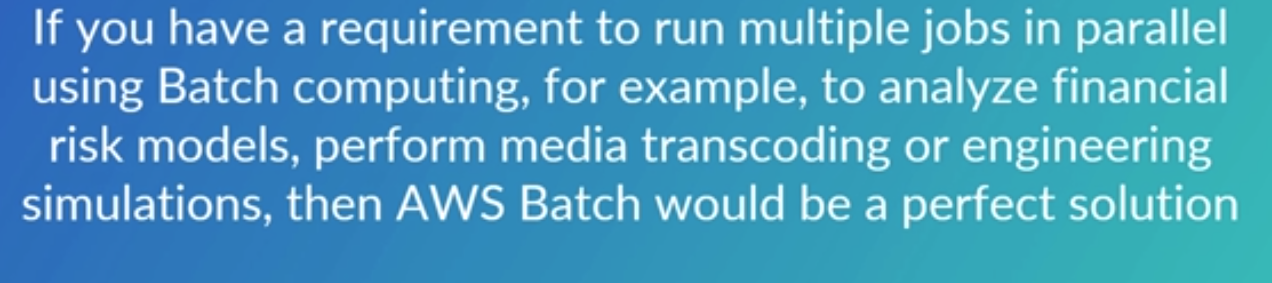 If you have a requirement to run multiple jobs in parallel
using Batch computing, for example, to analyze financial
risk models, perform media transcoding or engineering
simulations, then AWS Batch would be a perfect solution